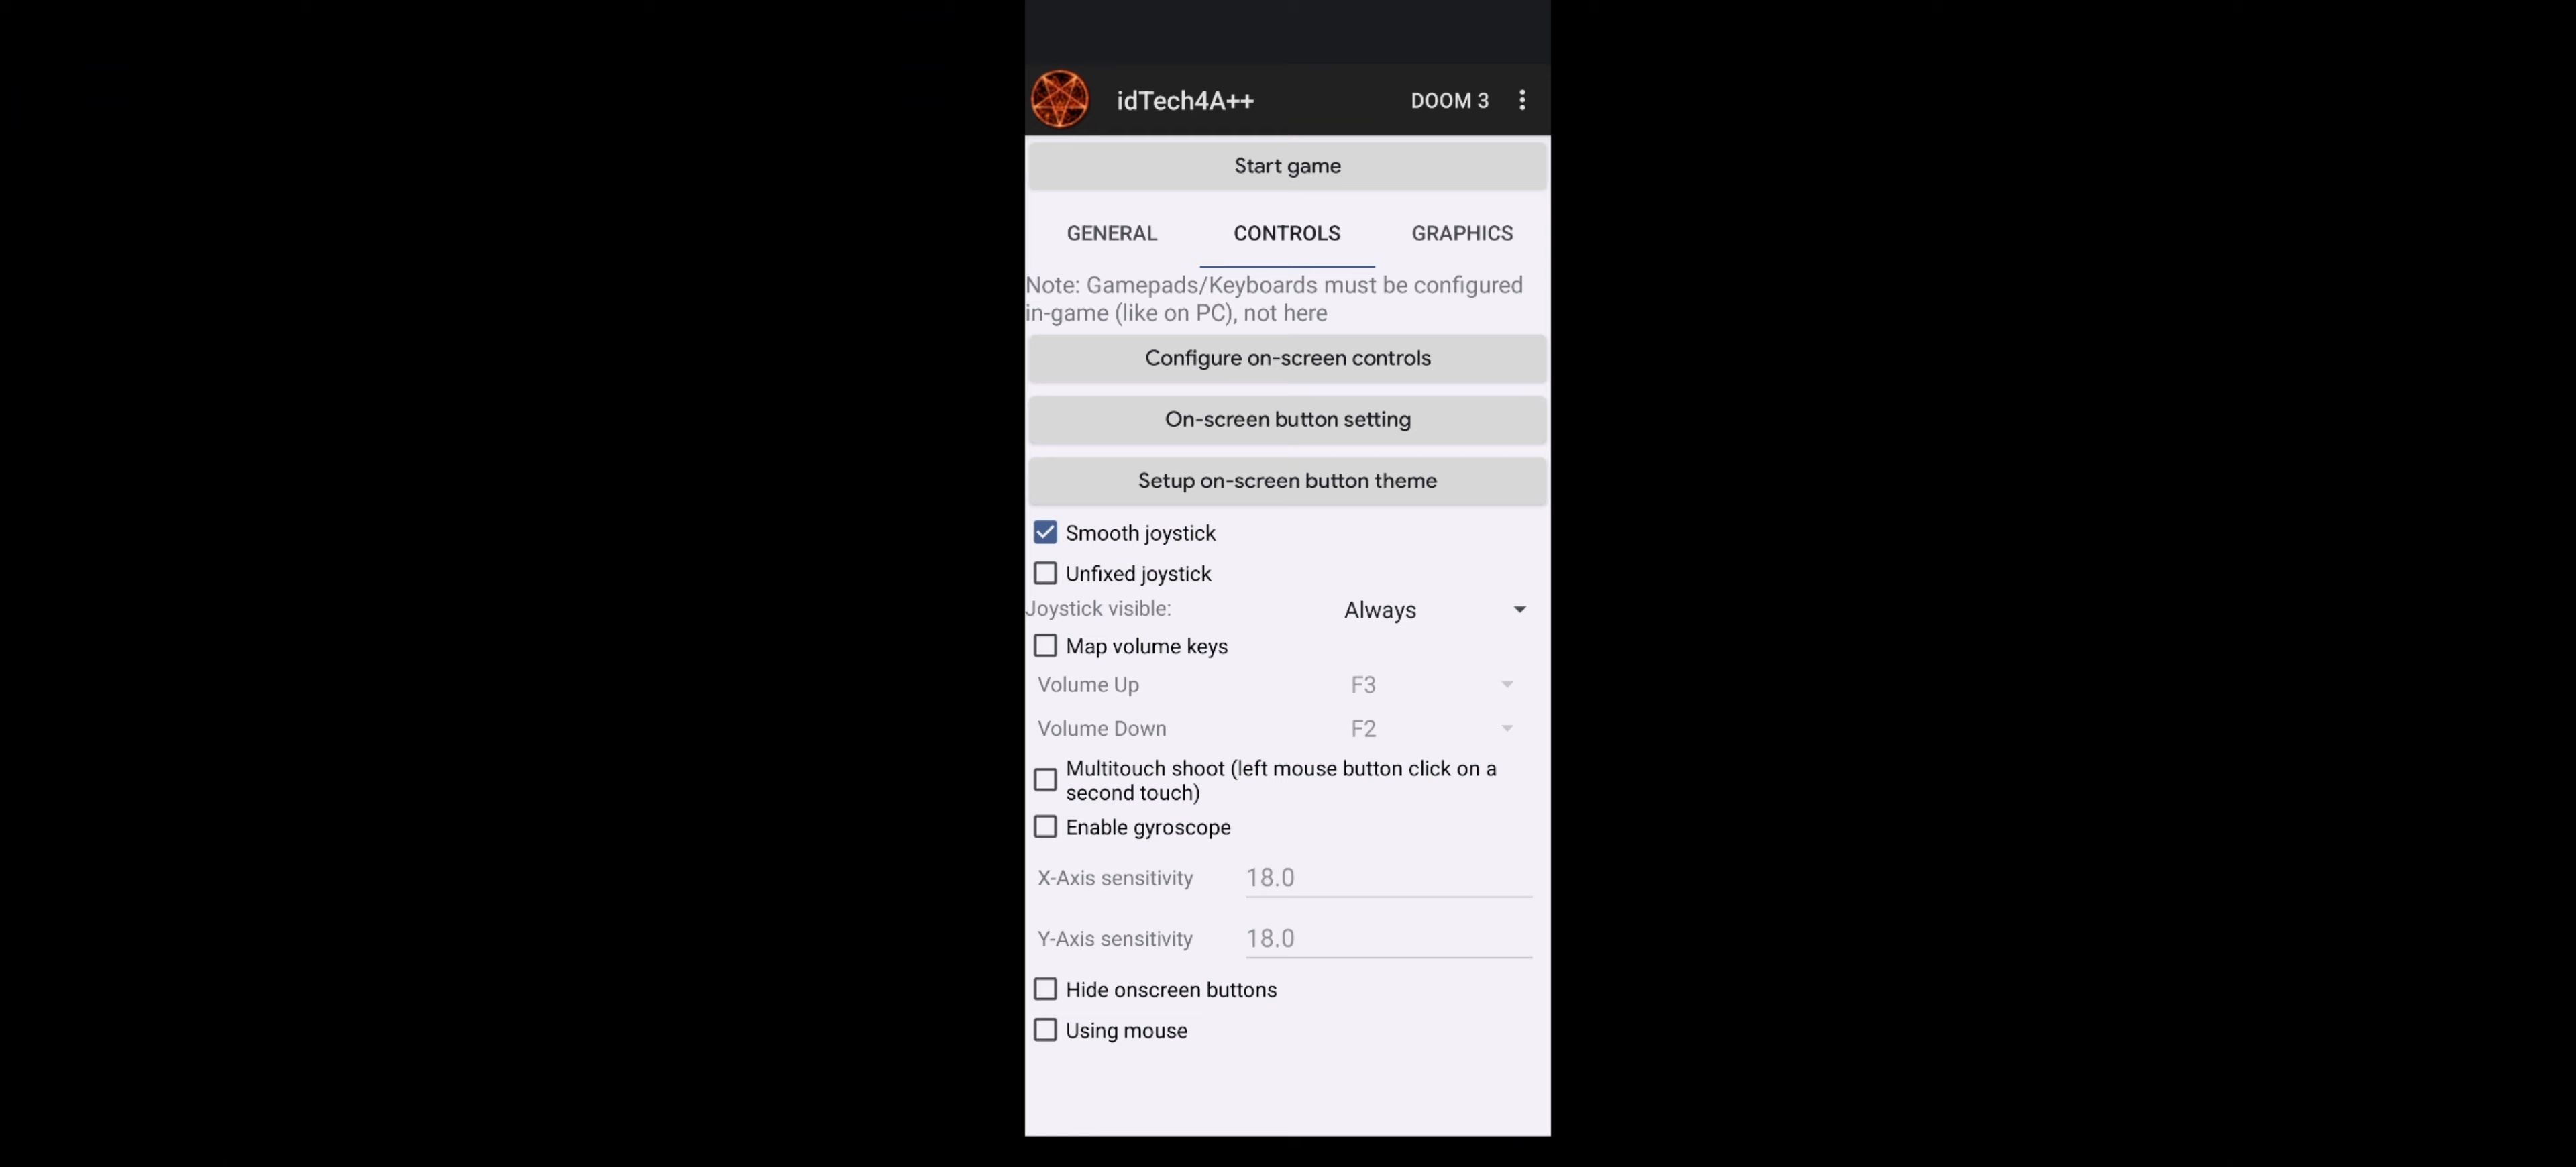 idTech4A++ DOOM 3
Start game
GENERAL CONTROLS GRAPHICS
Note: Gamepads/Keyboards must be configured
in-game (like on PC), not here
Configure on-screen controls
On-screen button setting
Setup on-screen button theme
Smooth joystick
Unfixed joystick
Joystick visible: Always
Map volume keys
Volume Up F3
Volume Down F2
Multitouch shoot (left mouse button click on a
second touch)
Enable gyroscope
X-Axis sensitivity 18.0
Y-Axis sensitivity 18.0
Hide onscreen buttons
Using mouse